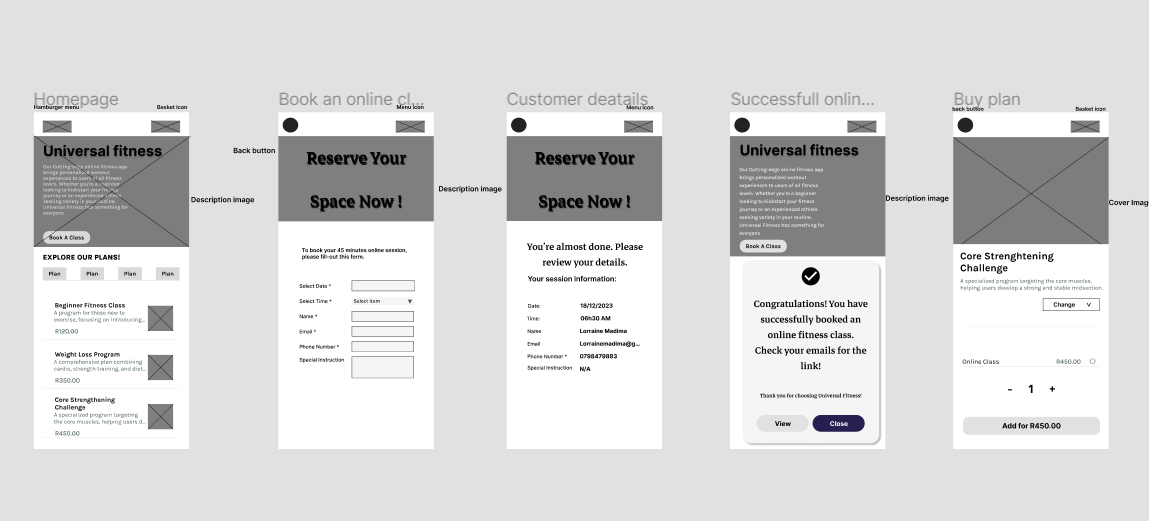 Homepage
Hamburger menu
Basket icon
Universal fitness
Our Cutting-edge online fitness app
brings personalized workout
experiences to users of all fitness
levels. Whether you're a beginner
looking to kickstart your fitness
journey or an experienced athlete
seeking variety in your routine,
Universal Fitness has something for
everyone
Book A Class
Description image
EXPLORE OUR PLANS!
Plan
Plan
Plan
Plan
Beginner Fitness Class
A program for those new to
exercise, focusing on introducing...
R120.00
Weight Loss Program
A comprehensive plan combining
cardio, strength training, and diet...
R350.00
Core Strengthening
Challenge
A specialized program targeting
the core muscles, helping users d...
R450.00
Book an online cl...
Menu Icon
Back button
Reserve Your
Space Now !
Description image
To book your 45 minutes online session,
please fill-out this form.
Select Date *
Select Time *
Select item
Name *
Email *
Phone Number *
Special Instruction
Customer deatails
Menu Icon
Reserve Your
Space Now !
You're almost done. Please
review your details.
Your session information:
Date:
18/12/2023
Time:
06h30 AM
Name
Lorraine Madima
Email
Lorrainemadima@g...
Phone Number *
0798479883
Special Instruction
N/A
Successfull onlin...
Universal fitness
Our Cutting-edge online fitness app
brings personalized workout
experiences to users of all fitness
levels. Whether you're a beginner
looking to kickstart your fitness
journey or an experienced athlete
seeking variety in your routine,
Universal Fitness has something for
everyone
Book A Class
Description image
Congratulations! You have
successfully booked an
online fitness class.
Check your emails for the
link!
Thank you for choosing Universal Fitness!
View
Close
Buy plan
back button
Basket icon
Cover Imag
Core Strenghtening
Challenge
A specialized program targeting the core muscles,
helping users develop a strong and stable midsection.
Change
Online Class
R450.00
- 1 +
Add for R450.00